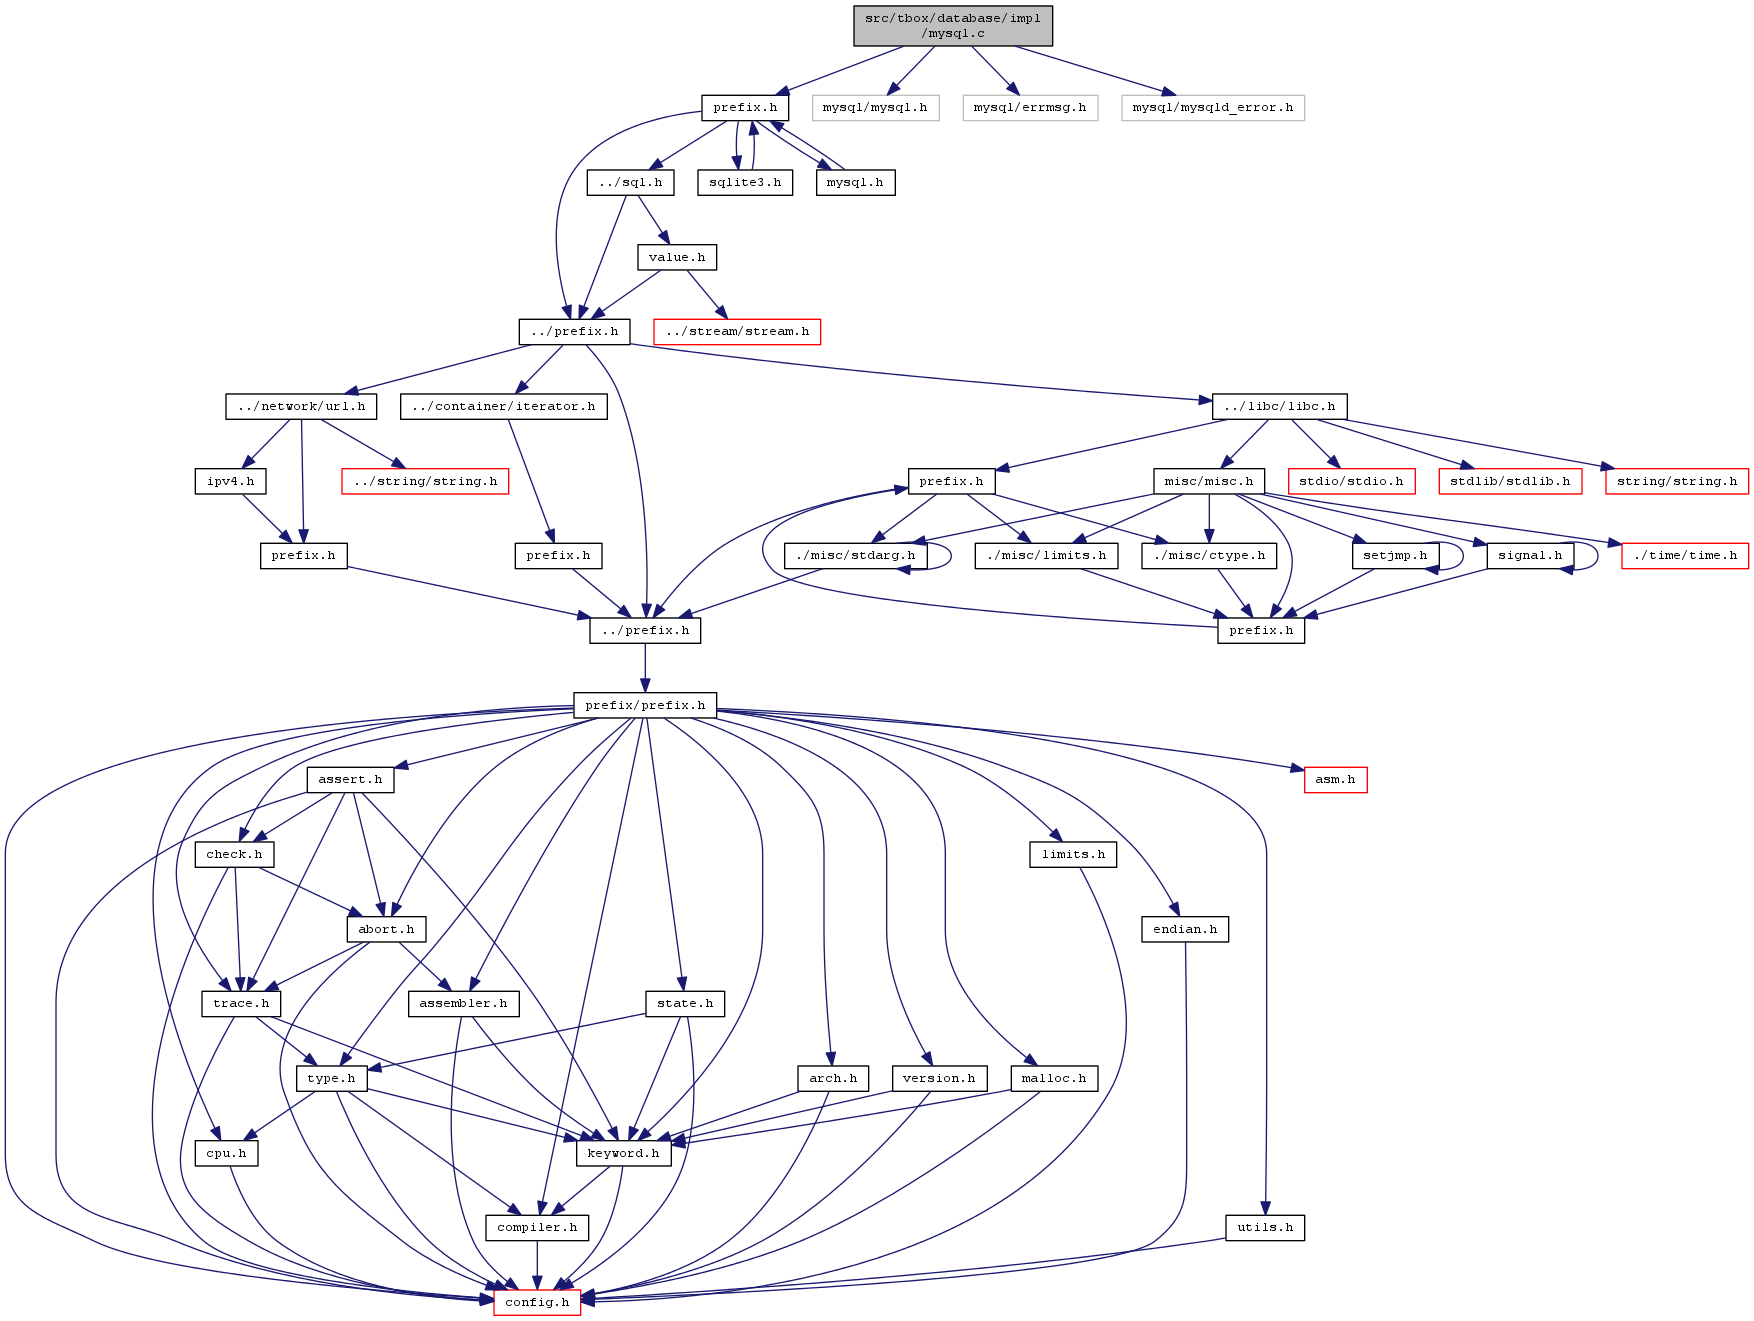 src/tbox/database/impl
/mysql.c
prefix.h
mysql/mysql.h
mysql/errmsg.h
mysql/mysqld_error.h
../sql.h
sqlite3.h
mysql.h
value.h
../prefix.h
../stream/stream.h
../network/url.h
../container/iterator.h
../libc/libc.h
ipv4.h
../string/string.h
prefix.h
misc/misc.h
stdio/stdio.h
stdlib/stdlib.h
string/string.h
prefix.h
prefix.h
./misc/stdarg.h
./misc/limits.h
./misc/ctype.h
setjmp.h
signal.h
./time/time.h
../prefix.h
prefix.h
prefix/prefix.h
assert.h
asm.h
check.h
limits.h
abort.h
endian.h
trace.h
assembler.h
state.h
type.h
arch.h
version.h
malloc.h
cpu.h
keyword.h
compiler.h
utils.h
config.h